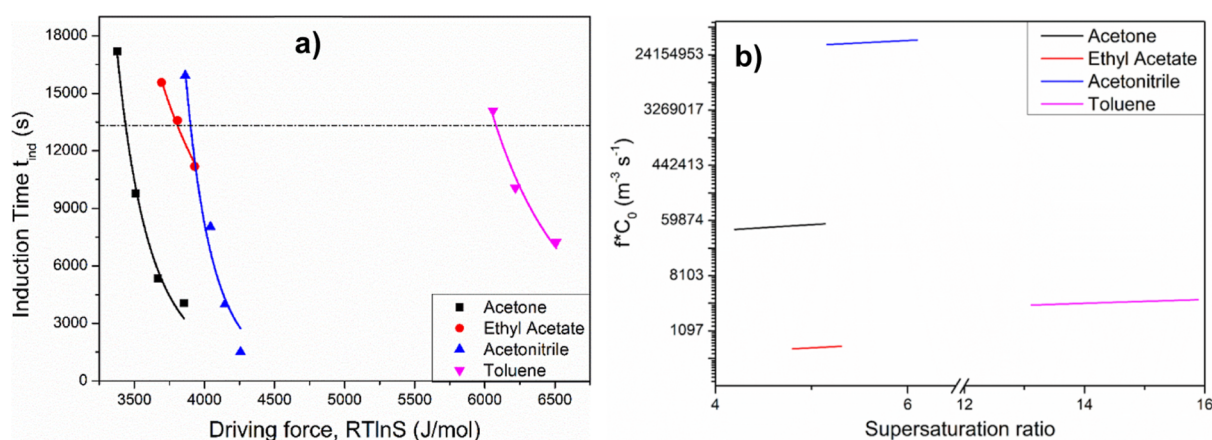 a)
Induction Time t_ind (s)
18000
15000
12000
9000
6000
3000
0
Acetone
Ethyl Acetate
Acetonitrile
Toluene
3500 4000 4500 5000 5500 6000 6500
Driving force, RTlnS (J/mol)
b)
f*C₀ (m⁻³ s⁻¹)
24154953
3269017
442413
59874
8103
1097
Acetone
Ethyl Acetate
Acetonitrile
Toluene
4 6 12 14 16
Supersaturation ratio